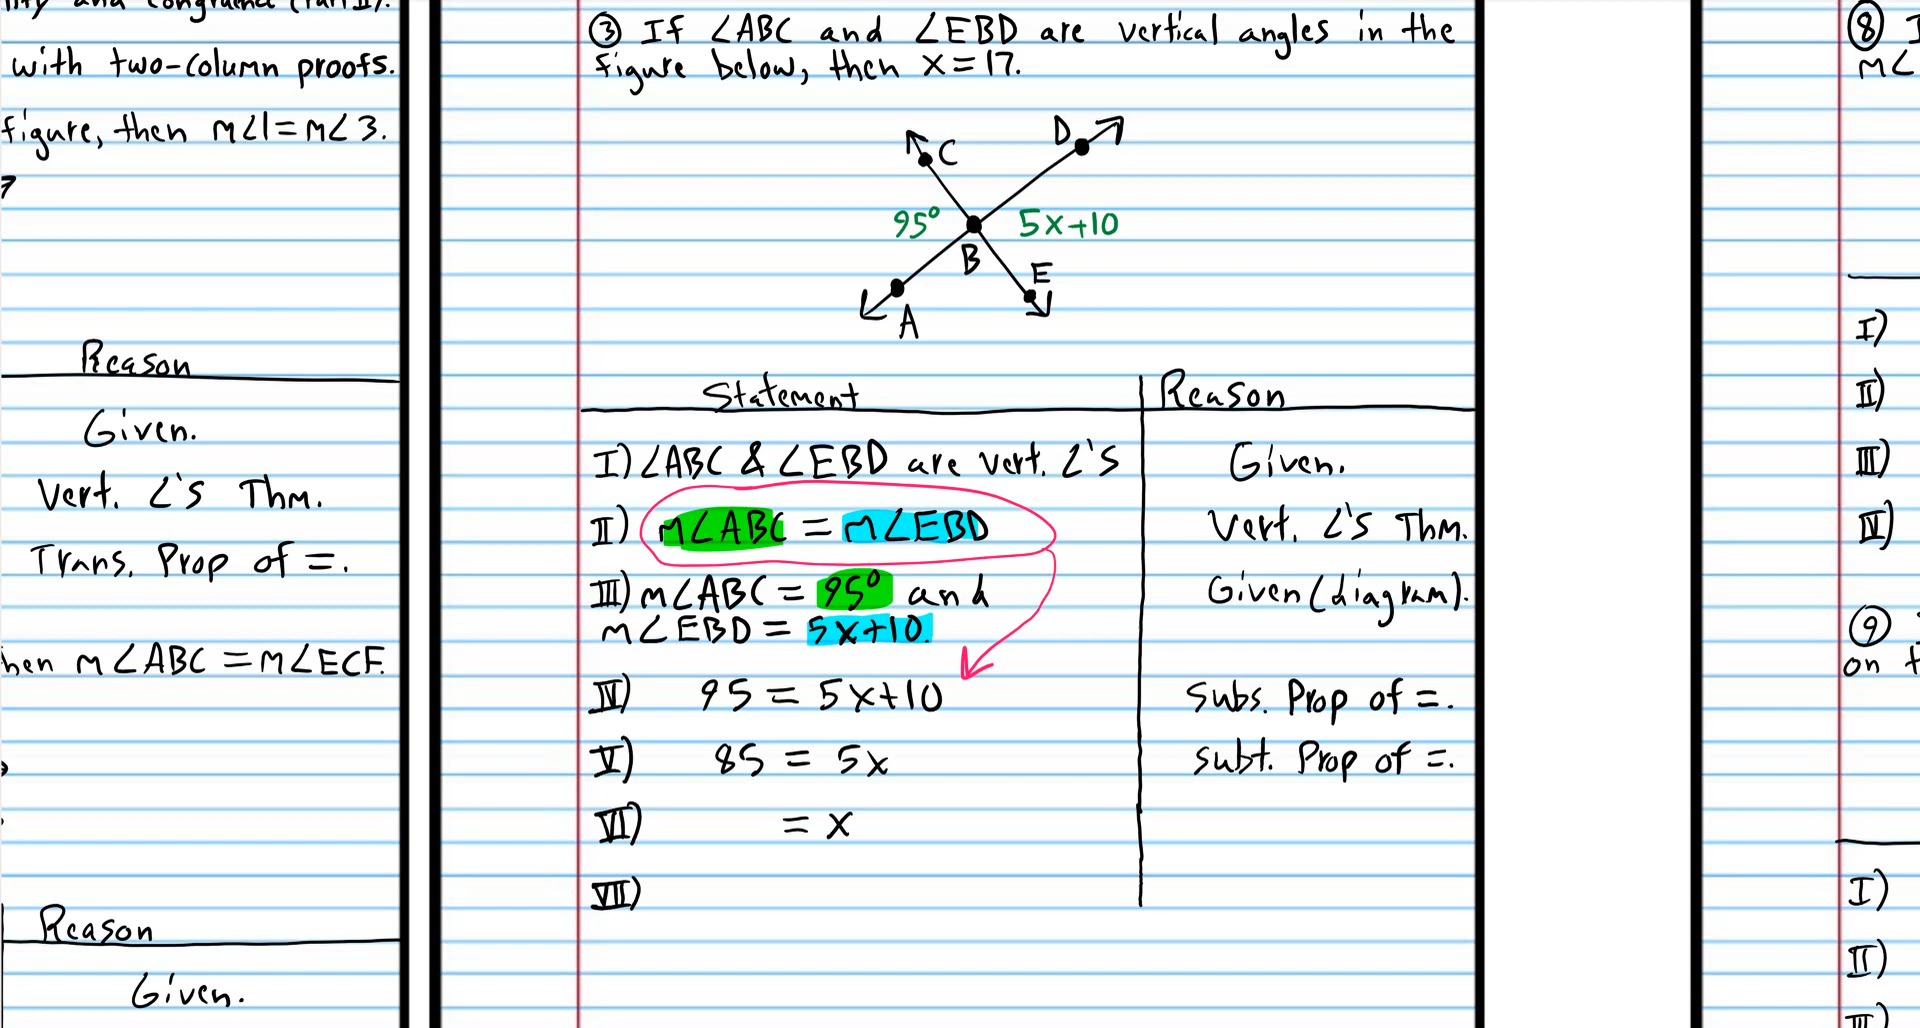 with two-column proofs.
figure, then m∠1=m∠3.
Reason
Given.
Vert. ∠'s Thm.
Trans. Prop of =.
hen m∠ABC=m∠ECF.
Reason
Given.
③ If ∠ABC and ∠EBD are vertical angles in the
figure below, then x=17.
C
D
95° 5x+10
B
E
A
Statement Reason
I) ∠ABC & ∠EBD are vert. ∠'s Given.
II) m∠ABC = m∠EBD Vert. ∠'s Thm.
III) m∠ABC = 95° and Given (diagram).
m∠EBD = 5x+10.
IV) 95 = 5x+10 Subs. Prop of =.
V) 85 = 5x Subt. Prop of =.
VI) = x
VII)
⑧ I
m∠
I)
II)
III)
IV)
⑨
on t
I)
II)
III)